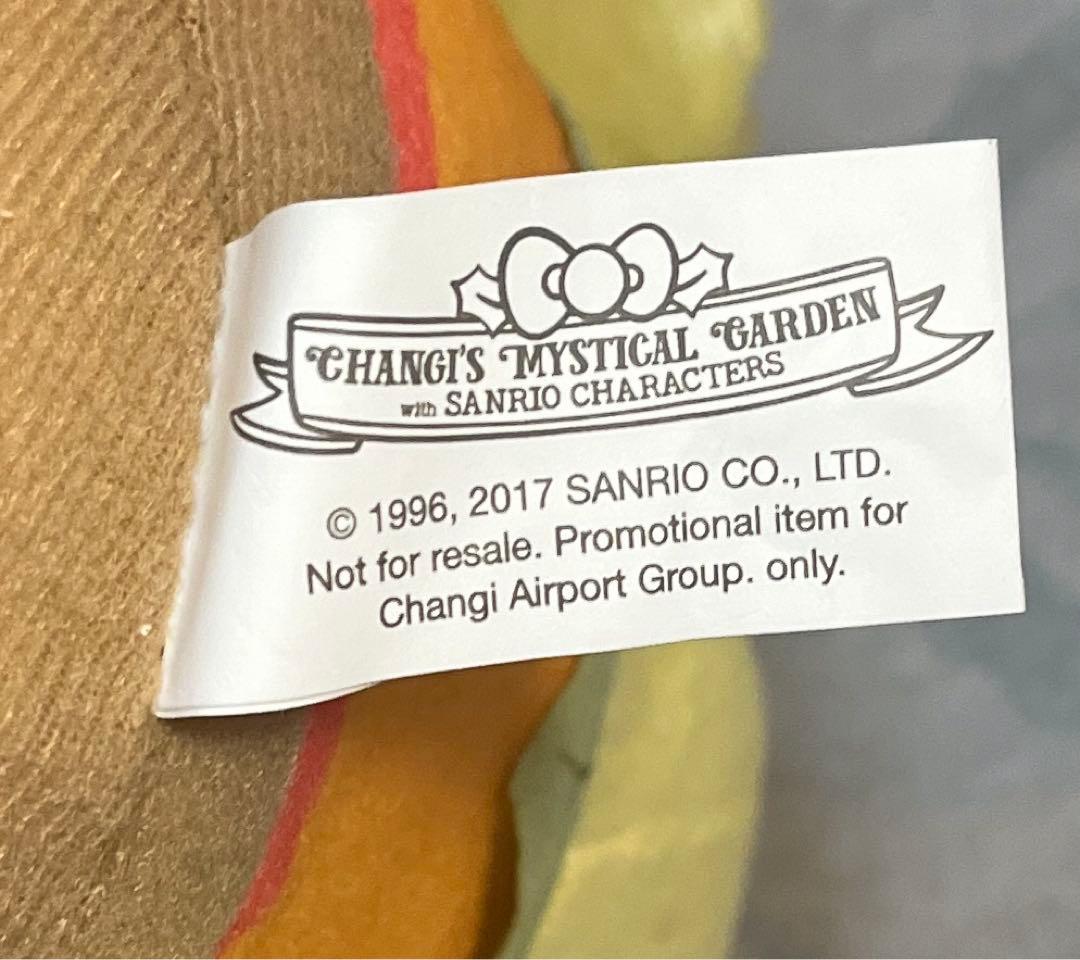 CHANGI'S MYSTICAL GARDEN
with SANRIO CHARACTERS
© 1996, 2017 SANRIO CO., LTD.
Not for resale. Promotional item for
Changi Airport Group. only.